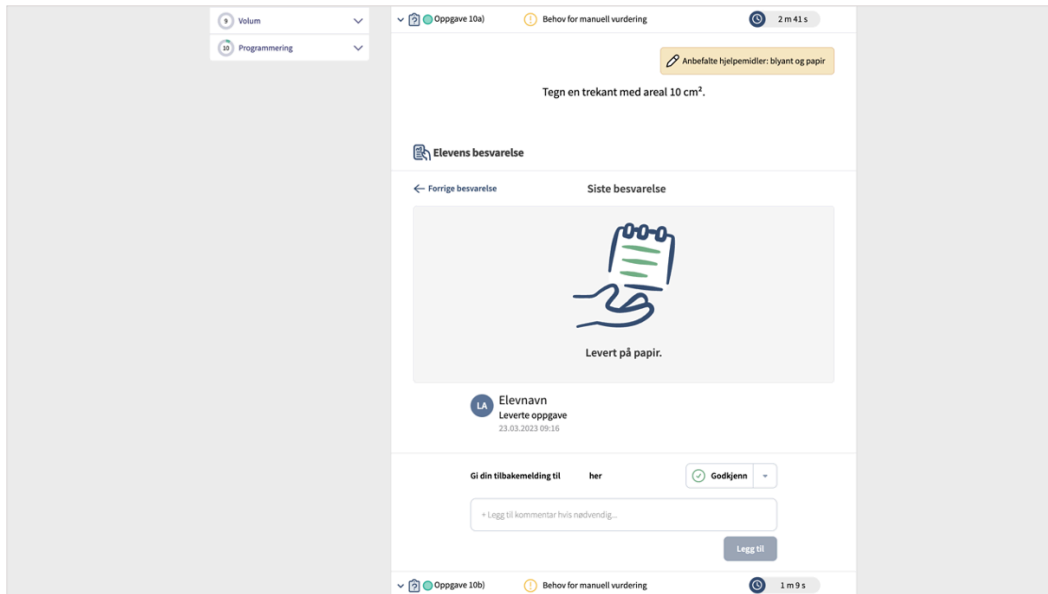 9 Volum
10 Programmering
Oppgave 10a) Behov for manuell vurdering 2 m 41 s
Anbefalte hjelpemidler: blyant og papir
Tegn en trekant med areal 10 cm².
Elevens besvarelse
← Forrige besvarelse Siste besvarelse
Levert på papir.
LA Elevnavn
Leverte oppgave
23.03.2023 09:16
Gi din tilbakemelding til her Godkjenn
+ Legg til kommentar hvis nødvendig...
Legg til
Oppgave 10b) Behov for manuell vurdering 1 m 9 s